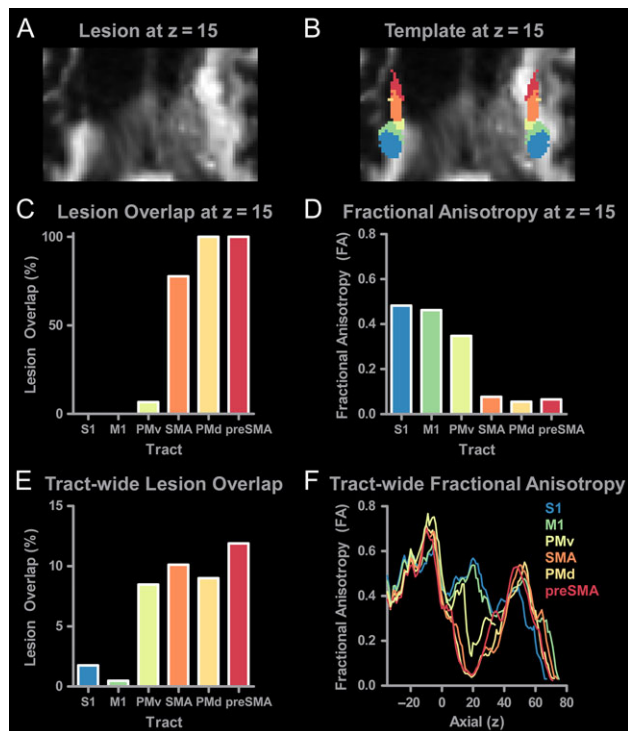 A Lesion at z = 15
B Template at z = 15
C Lesion Overlap at z = 15
Lesion Overlap (%)
100
50
0
S1 M1 PMv SMA PMd preSMA
Tract
D Fractional Anisotropy at z = 15
Fractional Anisotropy (FA)
0.8
0.6
0.4
0.2
0.0
S1 M1 PMv SMA PMd preSMA
Tract
E Tract-wide Lesion Overlap
Lesion Overlap (%)
15
10
5
0
S1 M1 PMv SMA PMd preSMA
Tract
F Tract-wide Fractional Anisotropy
Fractional Anisotropy (FA)
0.8
0.6
0.4
0.2
0.0
S1
M1
PMv
SMA
PMd
preSMA
−20 0 20 40 60 80
Axial (z)